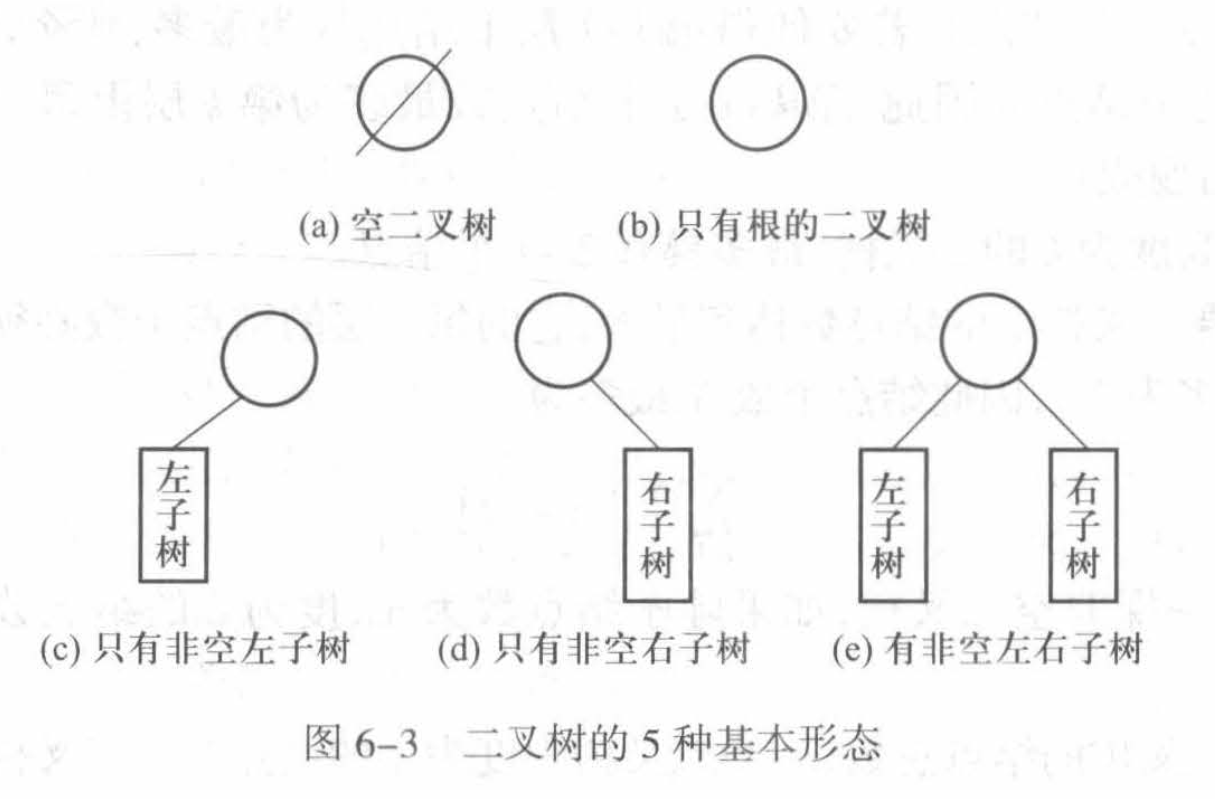 (a) 空二叉树 (b) 只有根的二叉树
左子树 右子树 左子树 右子树
(c) 只有非空左子树 (d) 只有非空右子树 (e) 有非空左右子树
图 6-3 二叉树的 5 种基本形态